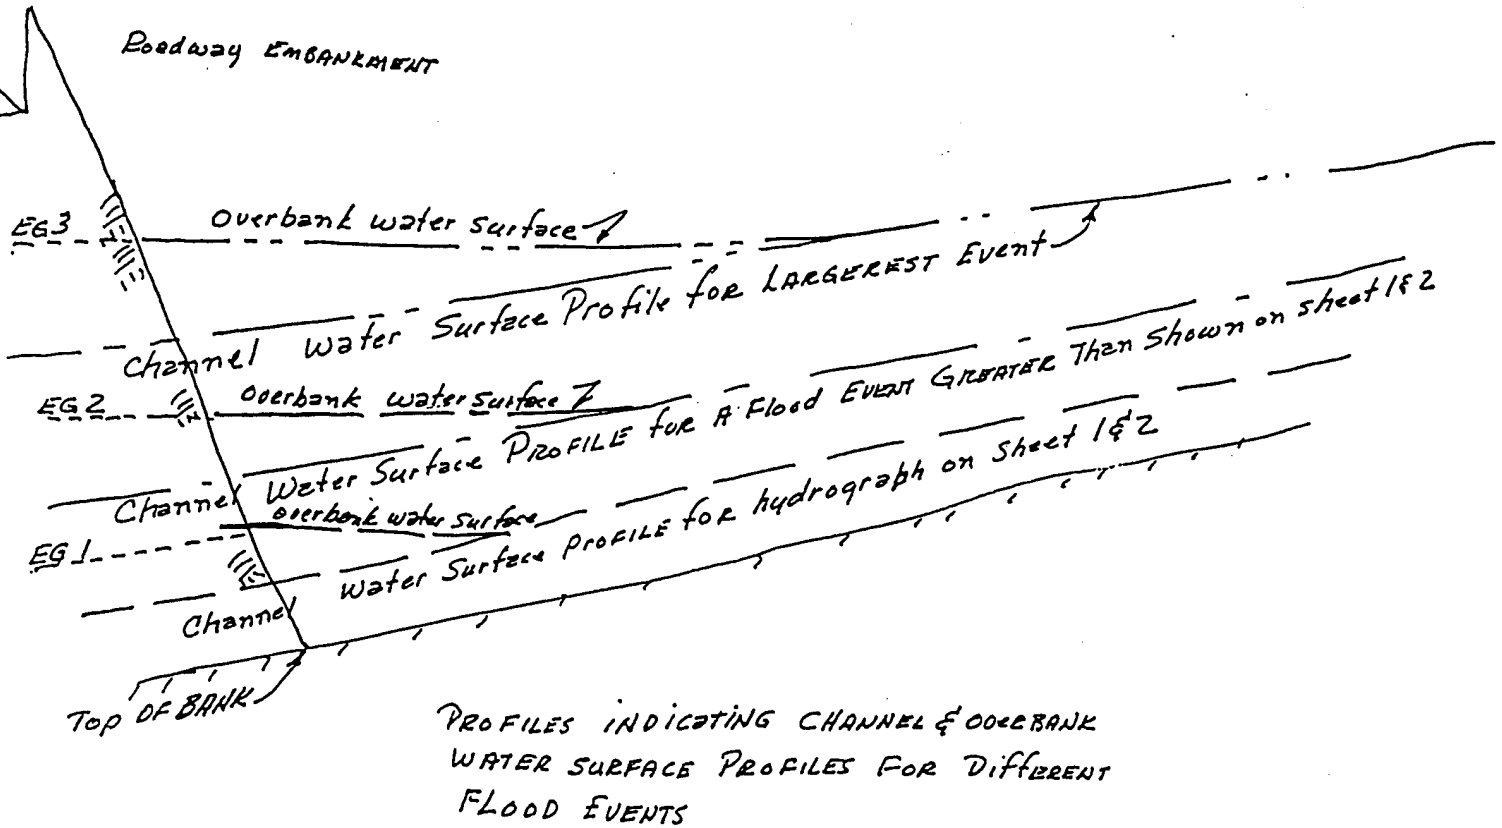 Roadway EMBANKMENT
EG3
Overbank water surface
Channel Water Surface Profile for LARGEREST Event
EG2
Overbank water surface
Channel Water Surface PROFILE for A Flood EVENT GREATER Than Shown on sheet 1&2
overbank water surface
EG1
Channel Water Surface PROFILE for hydrograph on Sheet 1&2
Top OF BANK
PROFILES INDICATING CHANNEL & OVERBANK
WATER SURFACE PROFILES FOR DIFFERENT
FLOOD EVENTS